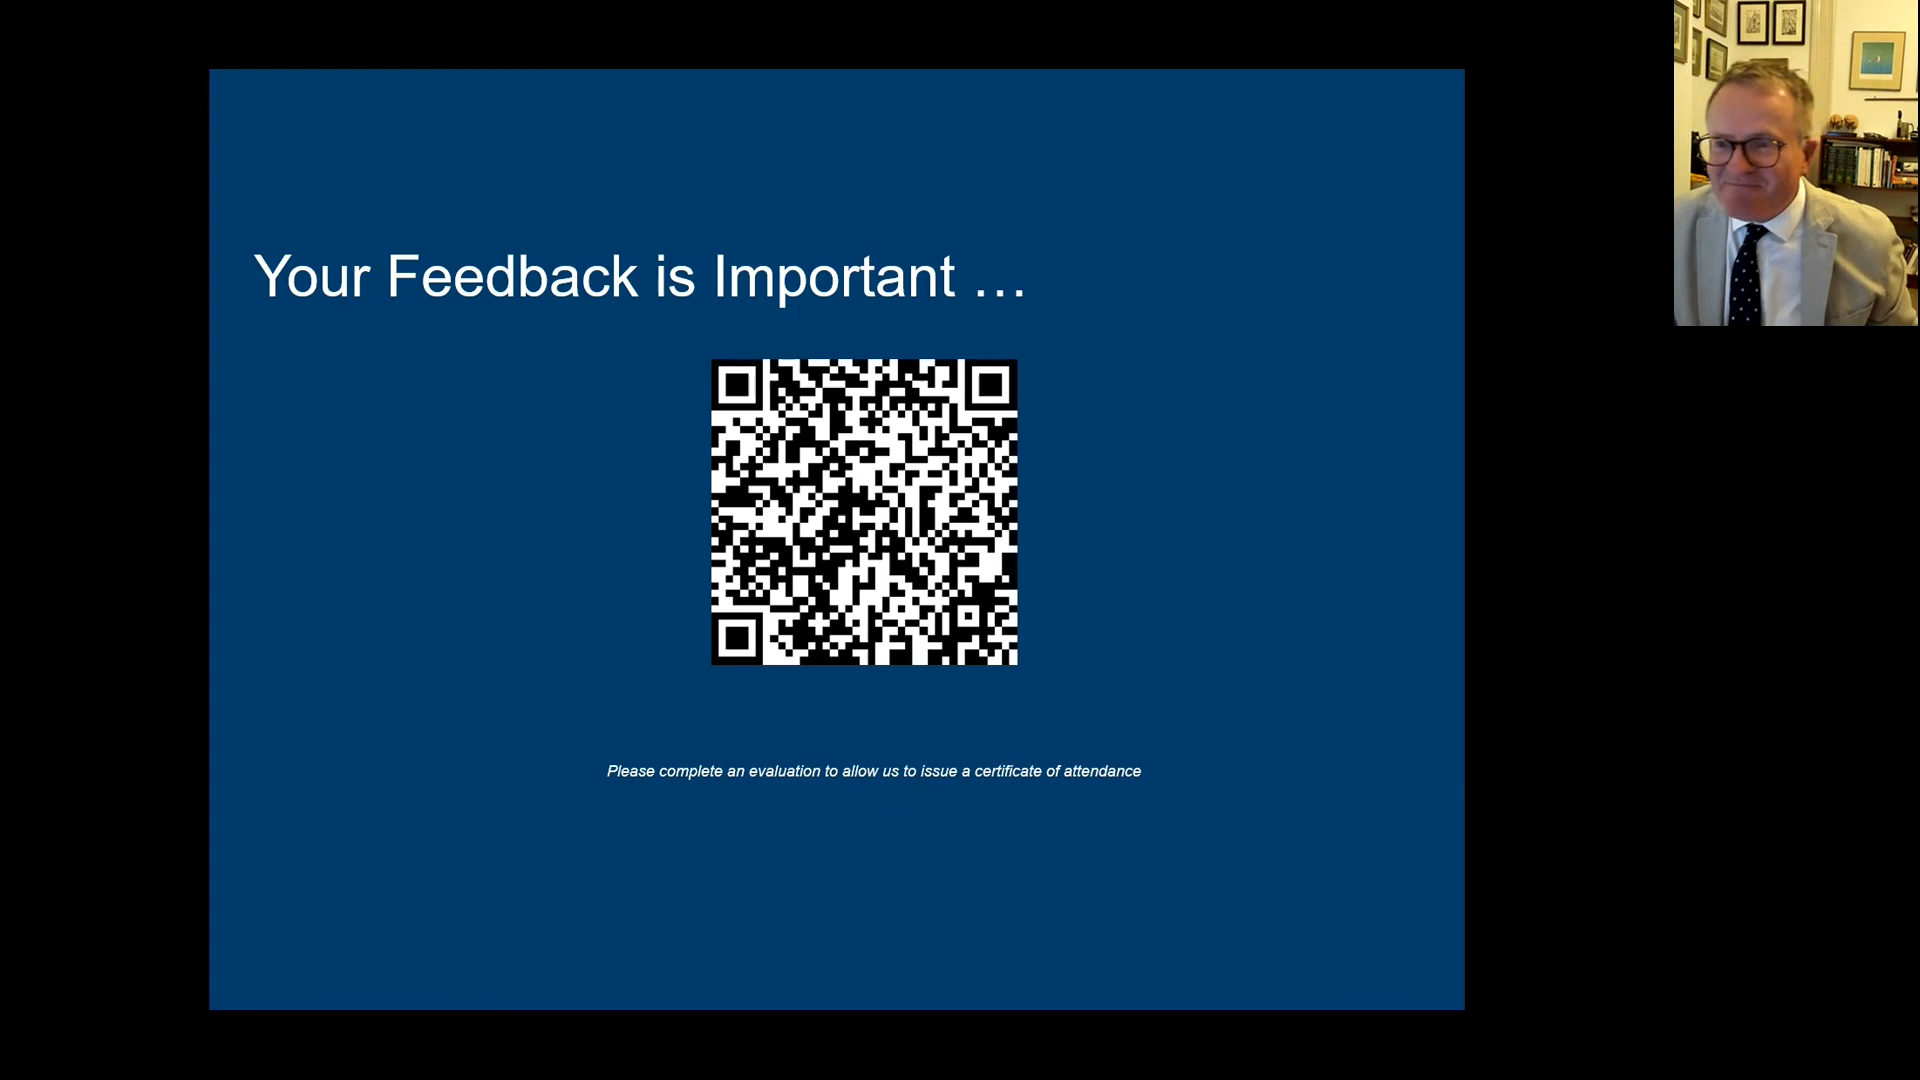 Your Feedback is Important …
Please complete an evaluation to allow us to issue a certificate of attendance